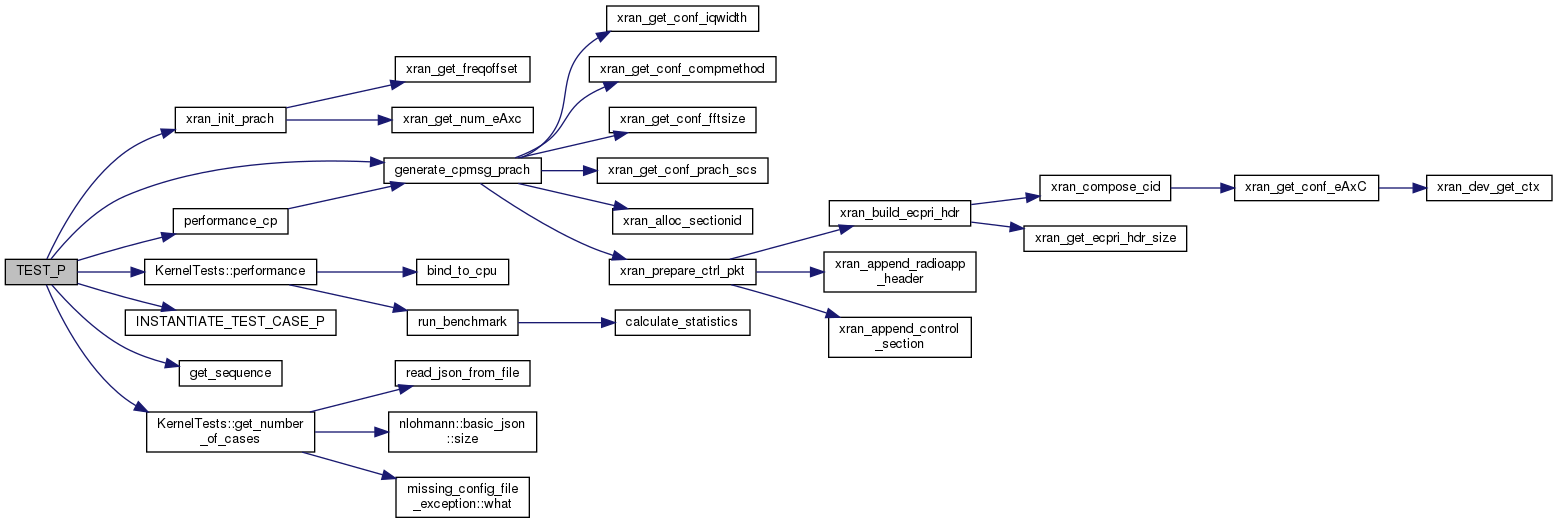 TEST_P
xran_init_prach
xran_get_freqoffset
xran_get_num_eAxc
generate_cpmsg_prach
xran_get_conf_iqwidth
xran_get_conf_compmethod
xran_get_conf_fftsize
xran_get_conf_prach_scs
xran_alloc_sectionid
xran_prepare_ctrl_pkt
xran_build_ecpri_hdr
xran_compose_cid
xran_get_conf_eAxC
xran_dev_get_ctx
xran_get_ecpri_hdr_size
xran_append_radioapp
_header
xran_append_control
_section
performance_cp
KernelTests::performance
bind_to_cpu
run_benchmark
calculate_statistics
INSTANTIATE_TEST_CASE_P
get_sequence
KernelTests::get_number
_of_cases
read_json_from_file
nlohmann::basic_json
::size
missing_config_file
_exception::what